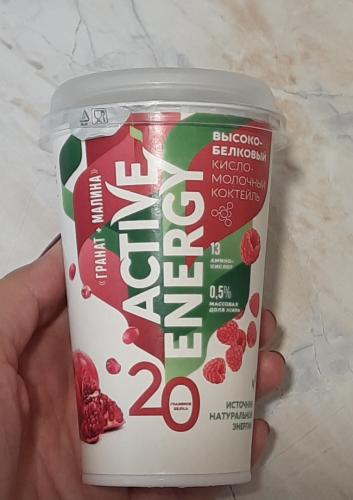 ВЫСОКО-
БЕЛКОВЫЙ
КИСЛО-
МОЛОЧНЫЙ
КОКТЕЙЛЬ
«ГРАНАТ + МАЛИНА»
ACTIVE
ENERGY
13
АМИНО-
КИСЛОТ
0,5%
МАССОВАЯ
ДОЛЯ ЖИРА
20
ГРАММОВ
БЕЛКА
ИСТОЧНИК
НАТУРАЛЬНОЙ
ЭНЕРГИИ